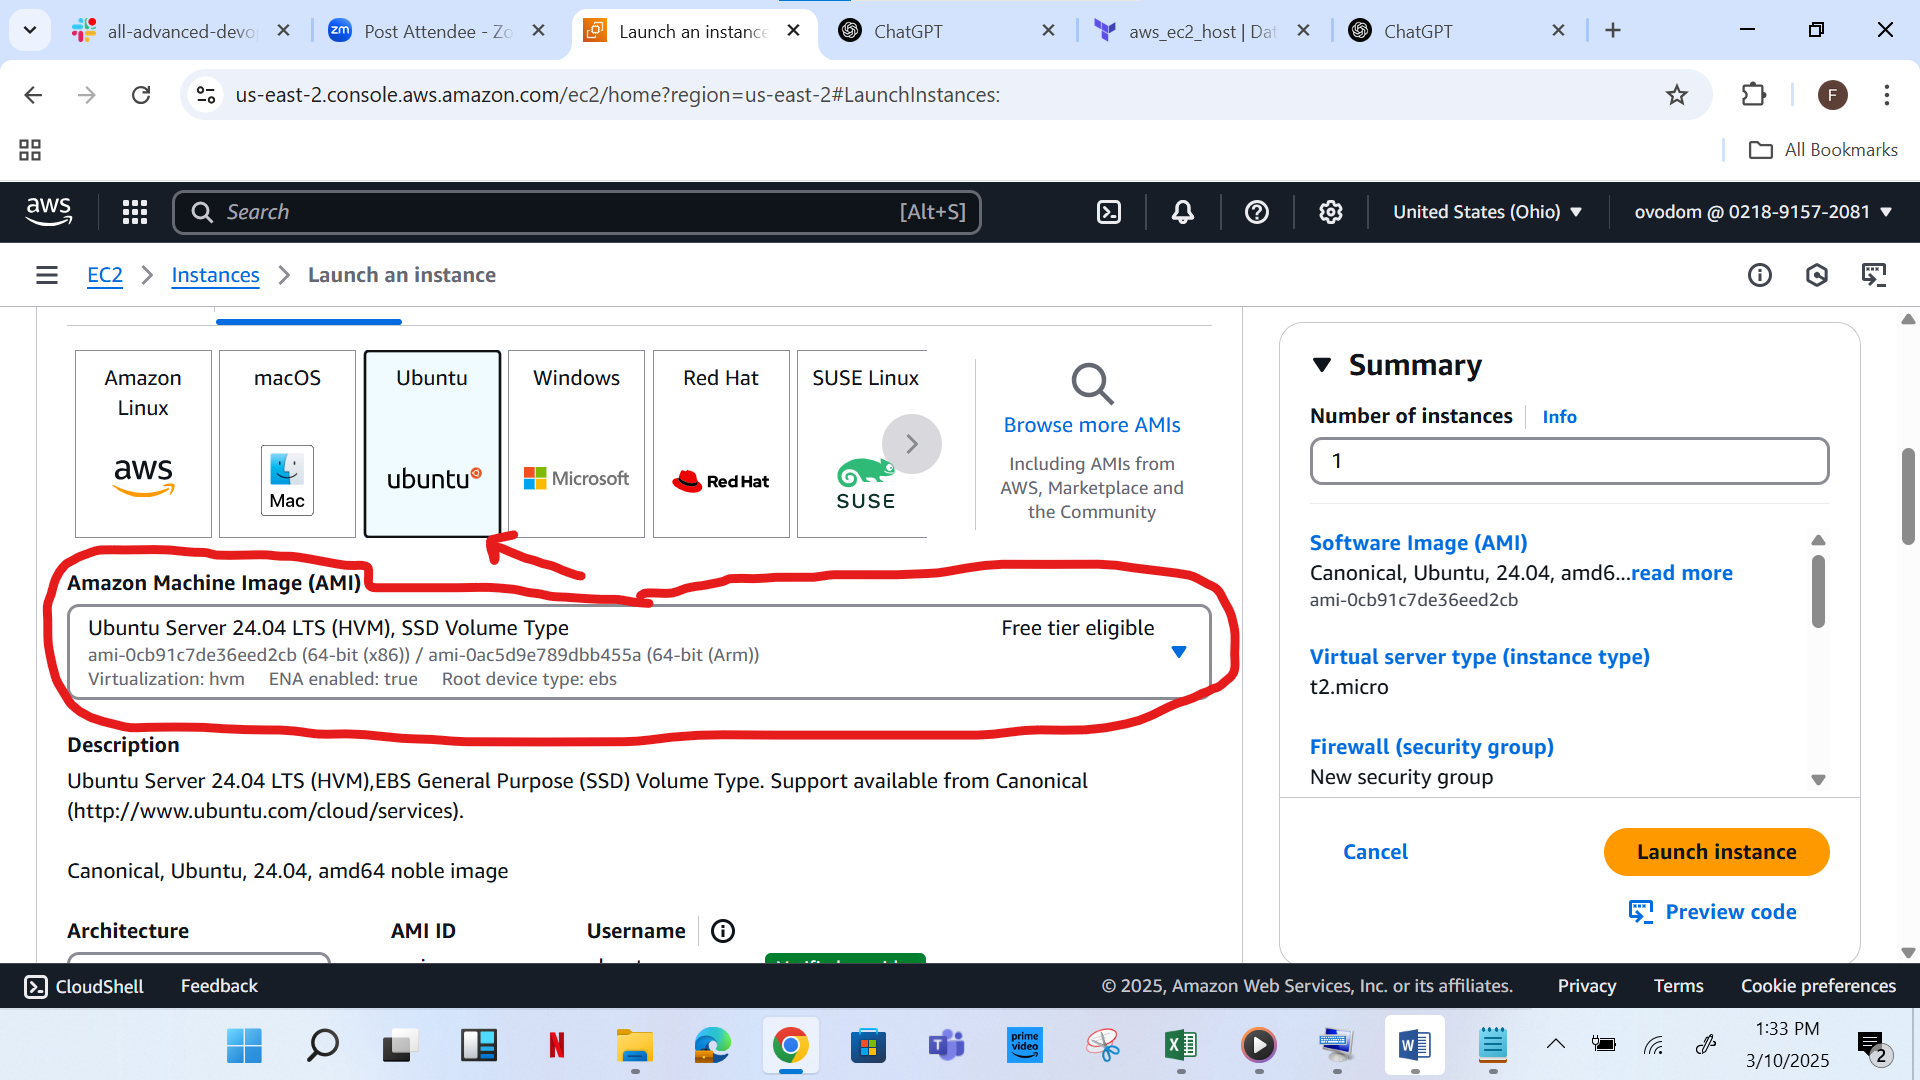 all-advanced-devo
Post Attendee - Zo
Launch an instance
ChatGPT
aws_ec2_host | Dat
ChatGPT
us-east-2.console.aws.amazon.com/ec2/home?region=us-east-2#LaunchInstances:
F
All Bookmarks
aws
Search
[Alt+S]
United States (Ohio)
ovodom @ 0218-9157-2081
EC2
Instances
Launch an instance
Amazon
Linux
aws
macOS
Mac
Ubuntu
ubuntu
Windows
Microsoft
Red Hat
Red Hat
SUSE Linux
SUSE
Browse more AMIs
Including AMIs from
AWS, Marketplace and
the Community
Amazon Machine Image (AMI)
Ubuntu Server 24.04 LTS (HVM), SSD Volume Type
Free tier eligible
ami-0cb91c7de36eed2cb (64-bit (x86)) / ami-0ac5d9e789dbb455a (64-bit (Arm))
Virtualization: hvm
ENA enabled: true
Root device type: ebs
Description
Ubuntu Server 24.04 LTS (HVM),EBS General Purpose (SSD) Volume Type. Support available from Canonical
(http://www.ubuntu.com/cloud/services).
Canonical, Ubuntu, 24.04, amd64 noble image
Architecture
AMI ID
Username
Summary
Number of instances
Info
1
Software Image (AMI)
Canonical, Ubuntu, 24.04, amd6...read more
ami-0cb91c7de36eed2cb
Virtual server type (instance type)
t2.micro
Firewall (security group)
New security group
Cancel
Launch instance
Preview code
CloudShell
Feedback
© 2025, Amazon Web Services, Inc. or its affiliates.
Privacy
Terms
Cookie preferences
prime
video
1:33 PM
3/10/2025
2